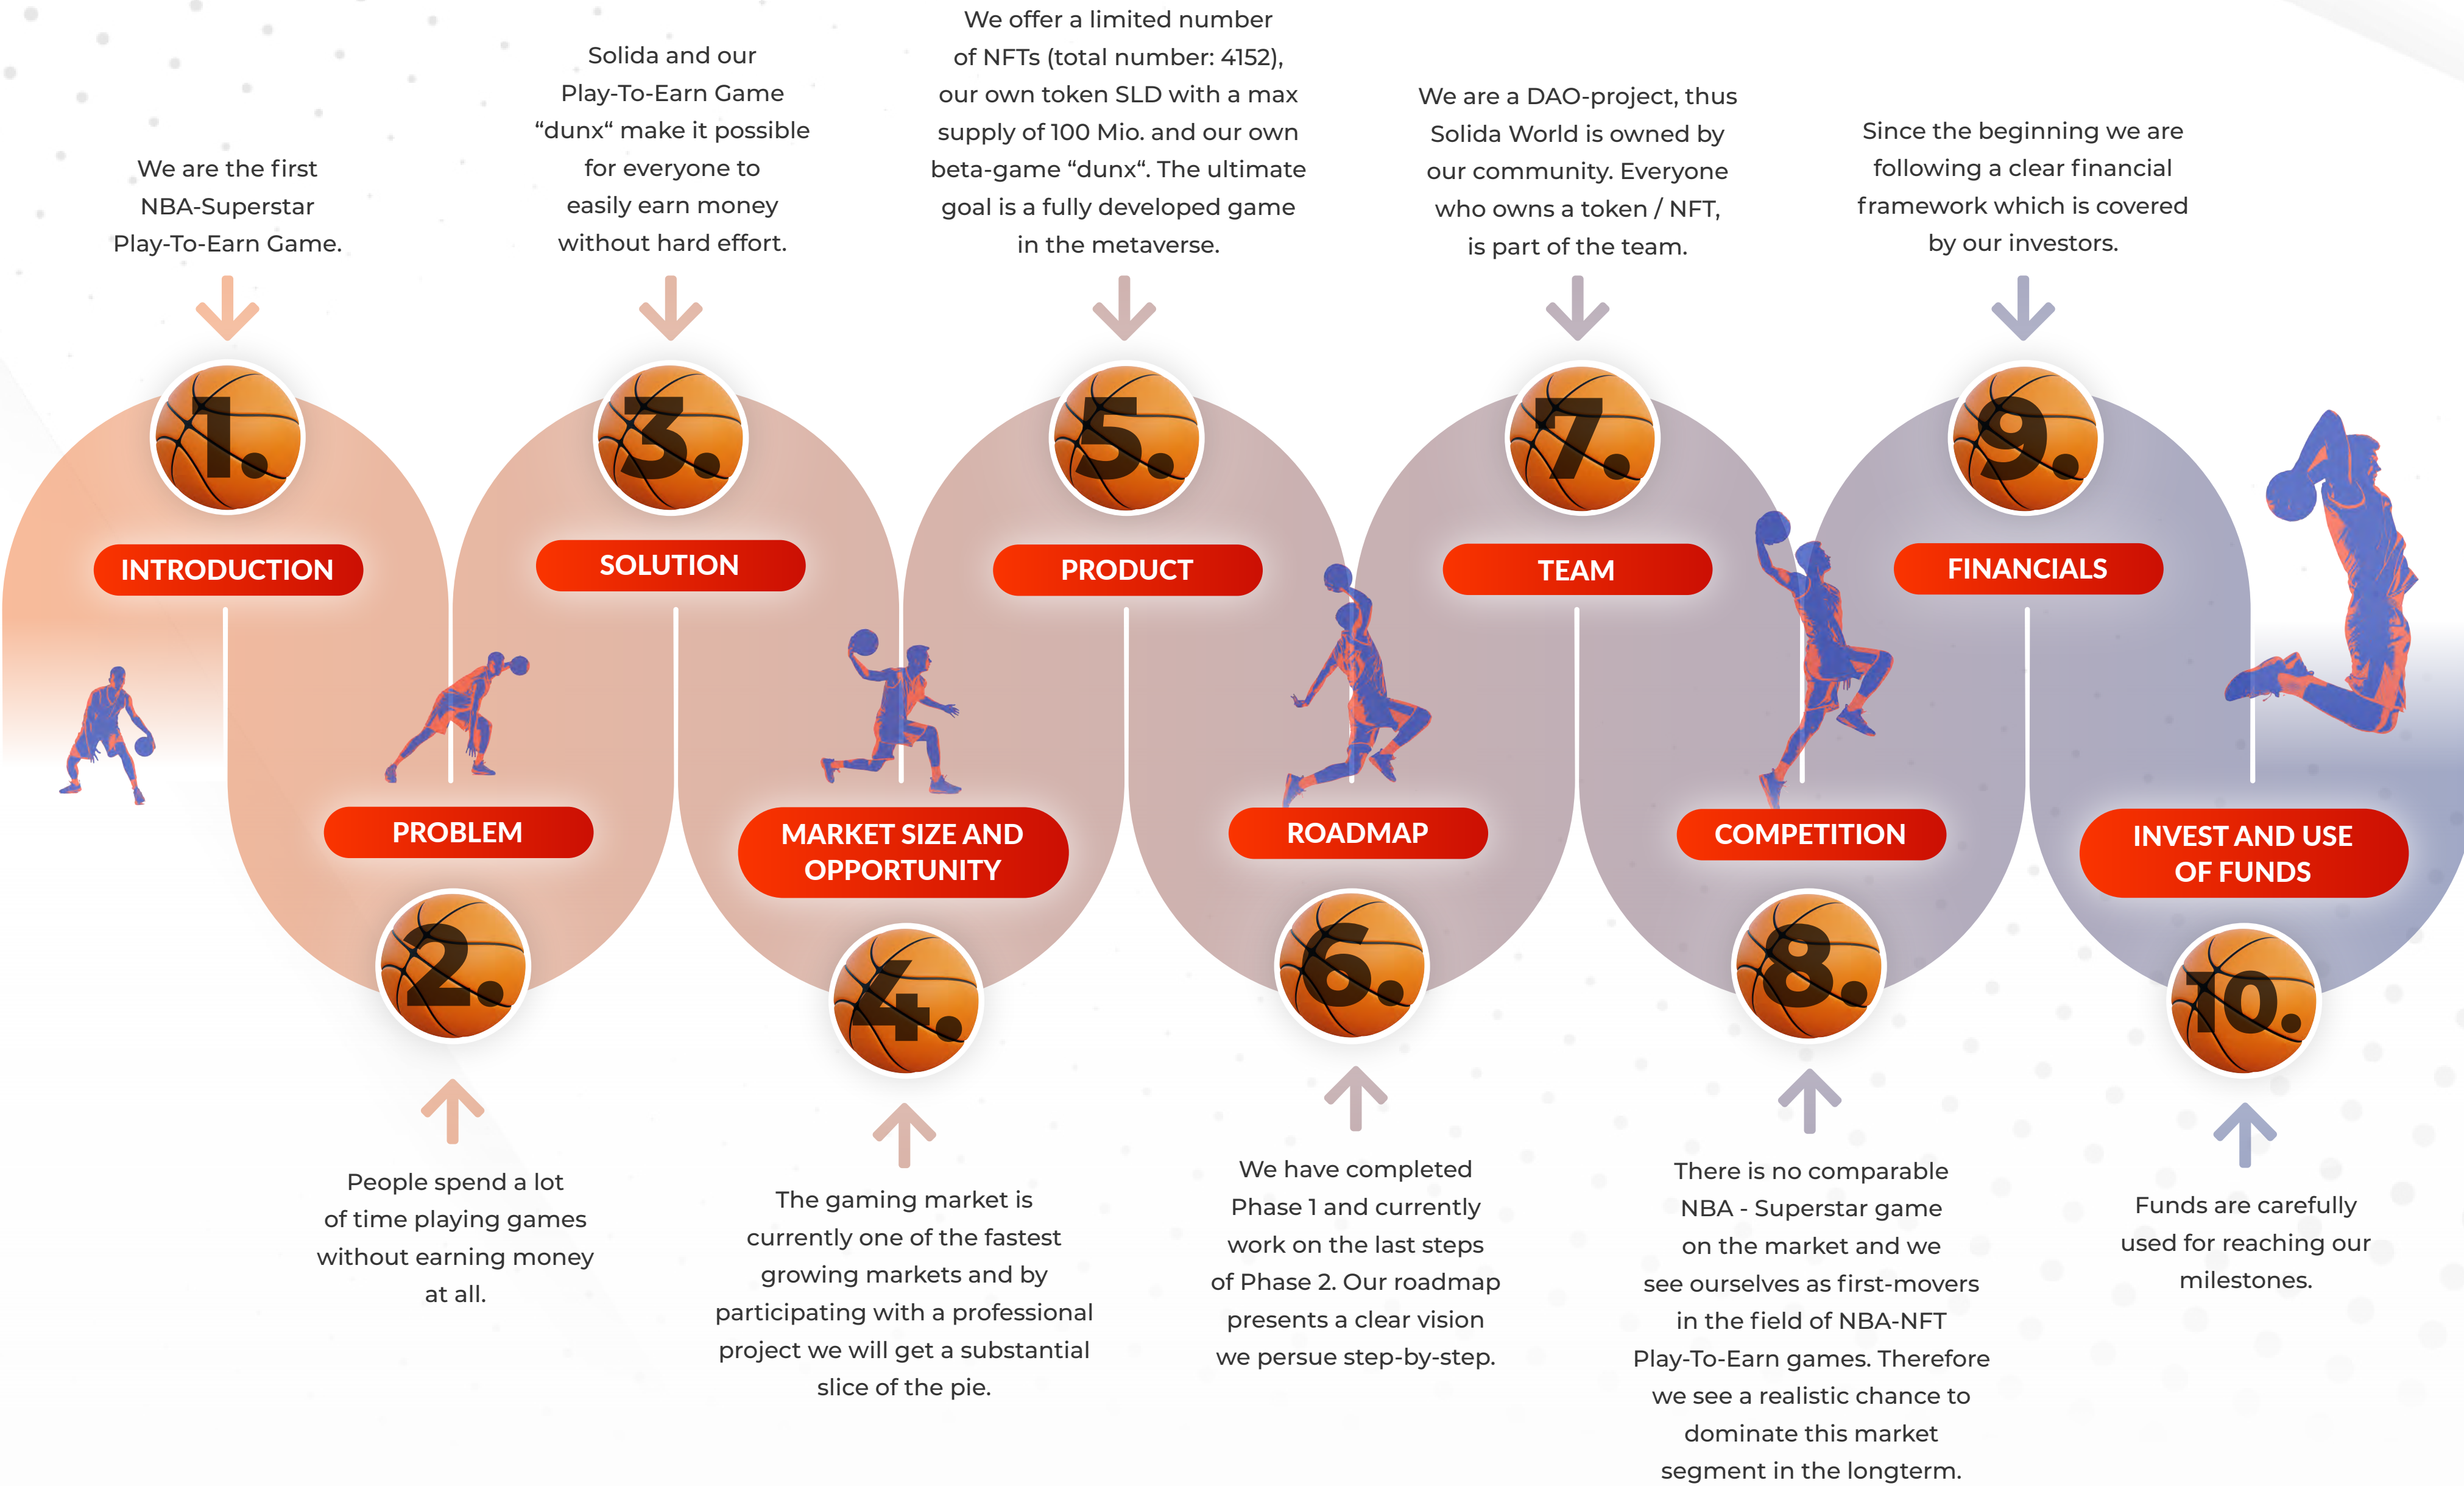 We are the first
NBA-Superstar
Play-To-Earn Game.
1.
INTRODUCTION
PROBLEM
2.
People spend a lot
of time playing games
without earning money
at all.
Solida and our
Play-To-Earn Game
“dunx“ make it possible
for everyone to
easily earn money
without hard effort.
3.
SOLUTION
MARKET SIZE AND
OPPORTUNITY
4.
The gaming market is
currently one of the fastest
growing markets and by
participating with a professional
project we will get a substantial
slice of the pie.
We offer a limited number
of NFTs (total number: 4152),
our own token SLD with a max
supply of 100 Mio. and our own
beta-game “dunx“. The ultimate
goal is a fully developed game
in the metaverse.
5.
PRODUCT
ROADMAP
6.
We have completed
Phase 1 and currently
work on the last steps
of Phase 2. Our roadmap
presents a clear vision
we persue step-by-step.
We are a DAO-project, thus
Solida World is owned by
our community. Everyone
who owns a token / NFT,
is part of the team.
7.
TEAM
COMPETITION
8.
There is no comparable
NBA - Superstar game
on the market and we
see ourselves as first-movers
in the field of NBA-NFT
Play-To-Earn games. Therefore
we see a realistic chance to
dominate this market
segment in the longterm.
Since the beginning we are
following a clear financial
framework which is covered
by our investors.
9.
FINANCIALS
INVEST AND USE
OF FUNDS
10.
Funds are carefully
used for reaching our
milestones.